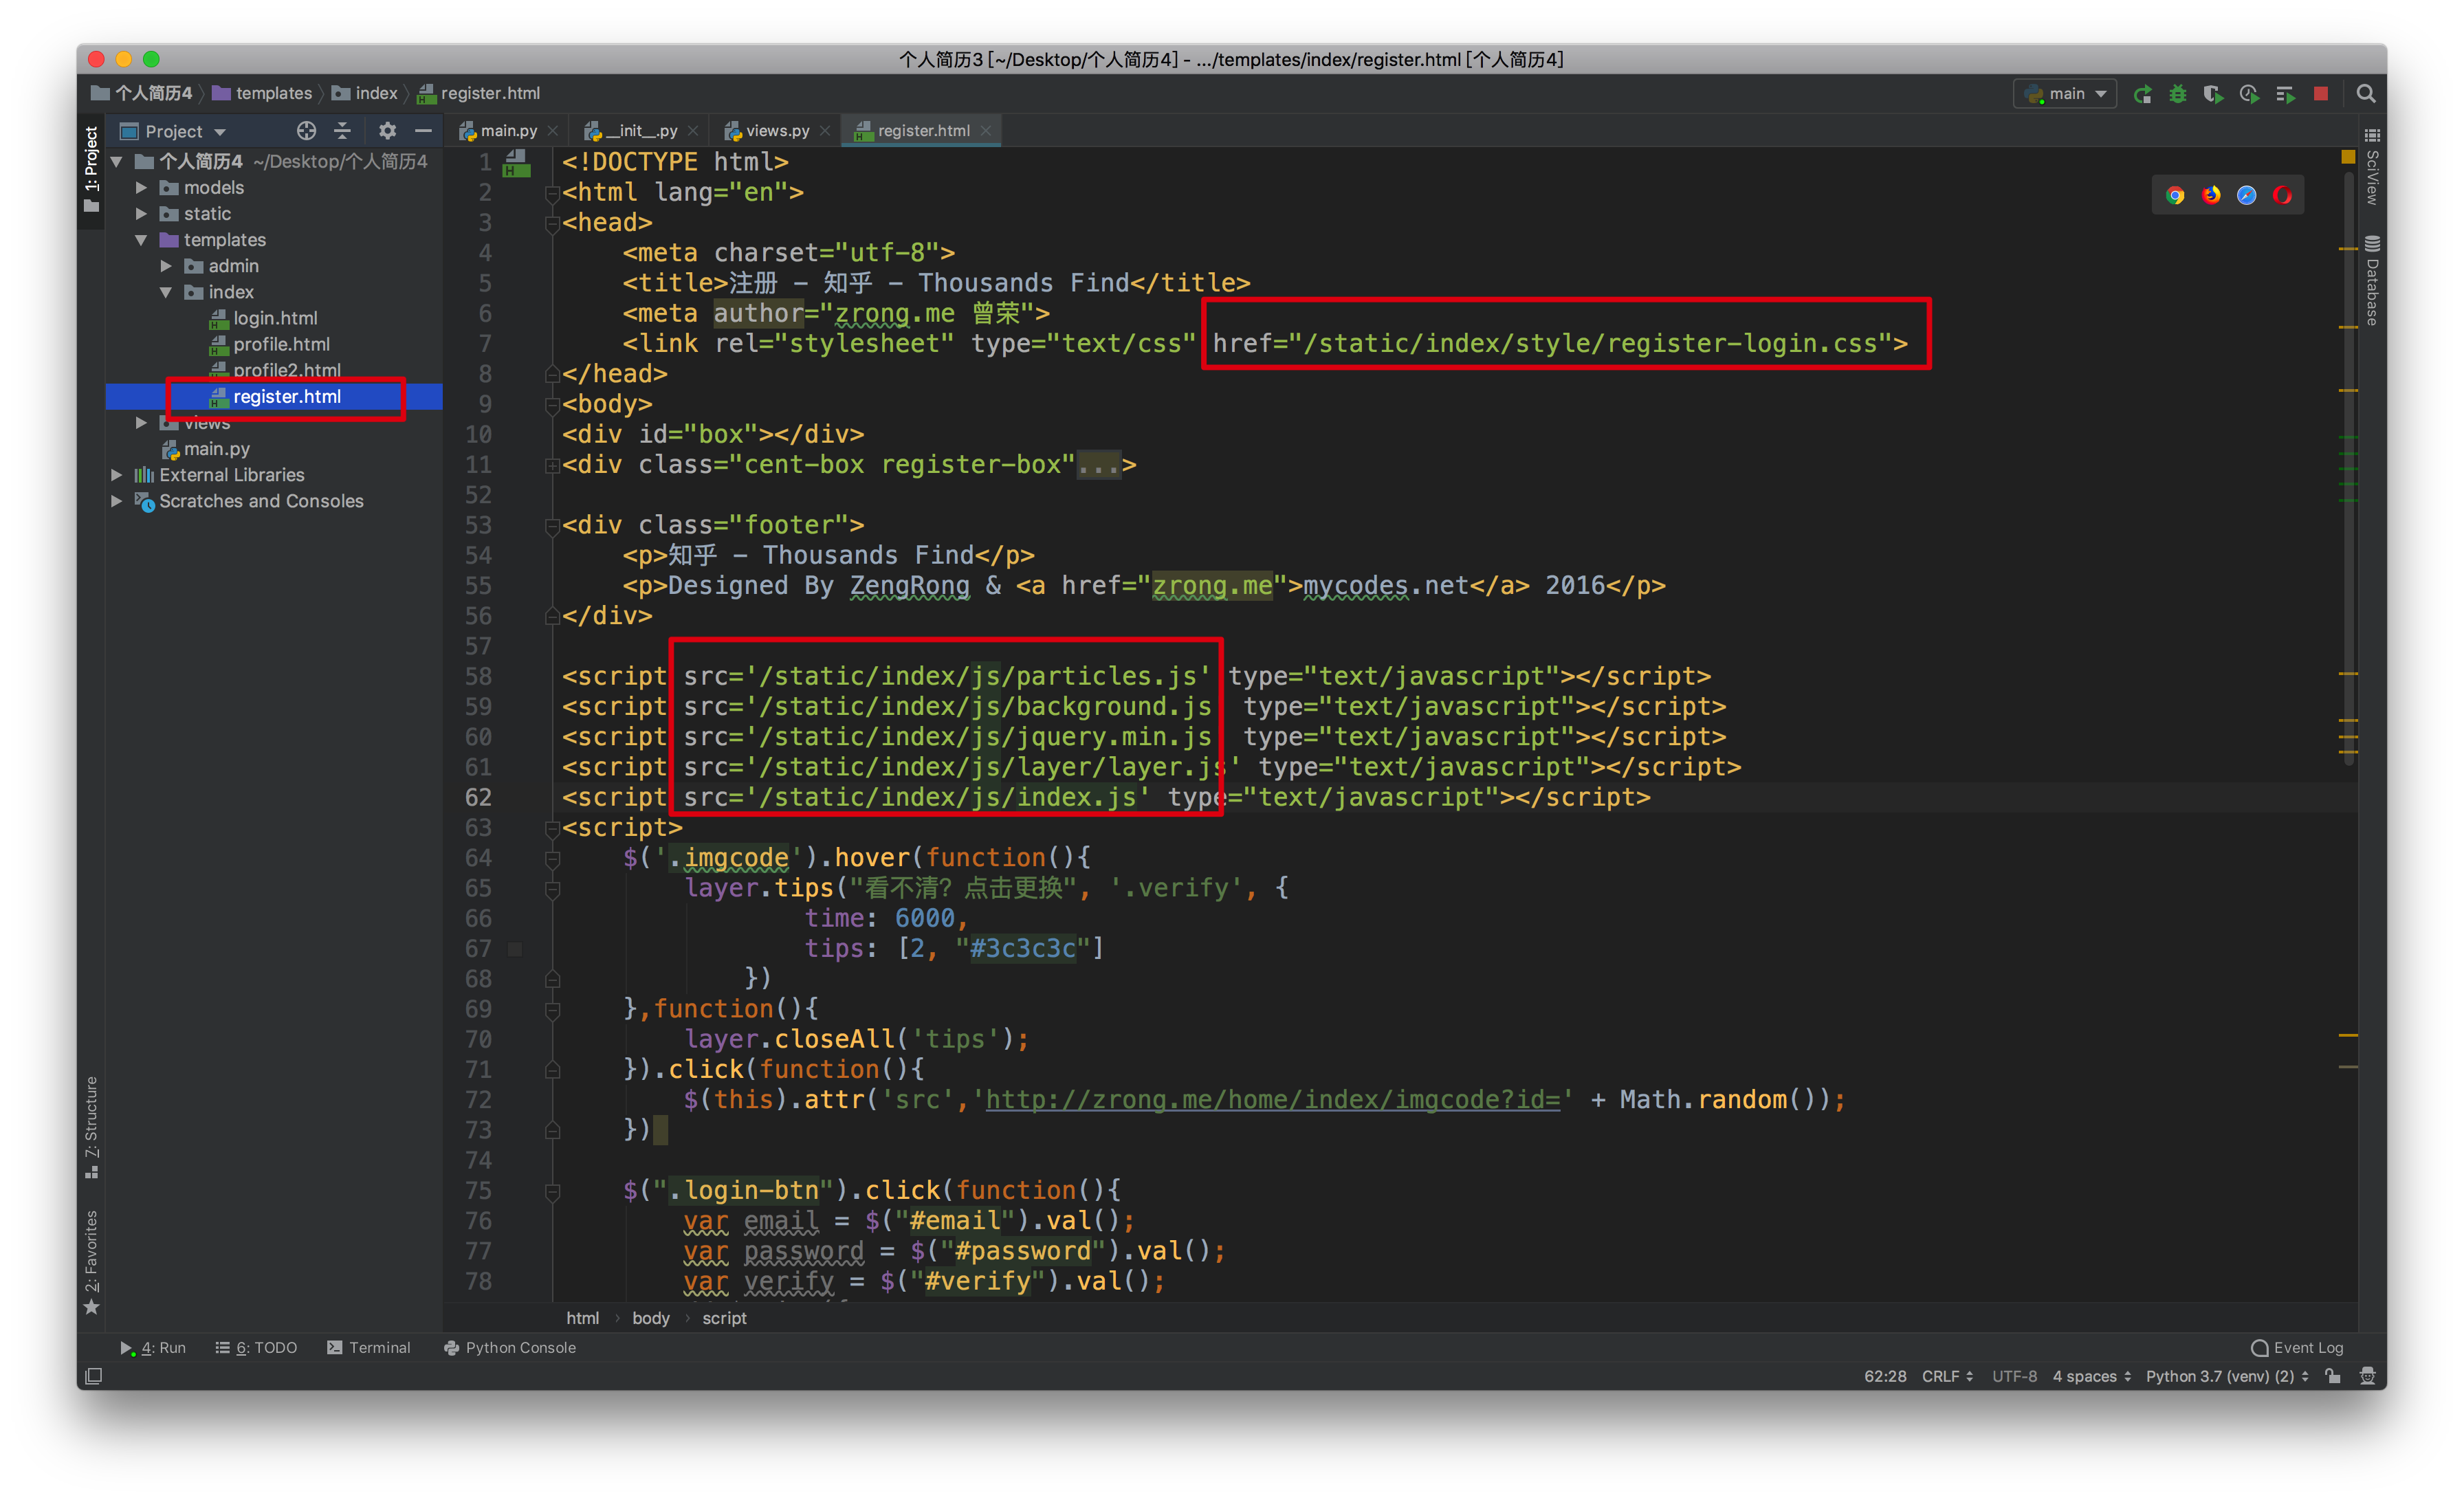 个人简历3 [~/Desktop/个人简历4] - .../templates/index/register.html [个人简历4]
个人简历4 templates index register.html
main
Project
main.py
__init__.py
views.py
register.html
1: Project
个人简历4 ~/Desktop/个人简历4
models
static
templates
admin
index
login.html
profile.html
profile2.html
register.html
views
main.py
External Libraries
Scratches and Consoles
7: Structure
2: Favorites
SciView
Database
1 <!DOCTYPE html>
2 <html lang="en">
3 <head>
4 <meta charset="utf-8">
5 <title>注册 - 知乎 - Thousands Find</title>
6 <meta author="zrong.me 曾荣">
7 <link rel="stylesheet" type="text/css" href="/static/index/style/register-login.css">
8 </head>
9 <body>
10 <div id="box"></div>
11 <div class="cent-box register-box"...>
52
53 <div class="footer">
54 <p>知乎 - Thousands Find</p>
55 <p>Designed By ZengRong & <a href="zrong.me">mycodes.net</a> 2016</p>
56 </div>
57
58 <script src='/static/index/js/particles.js' type="text/javascript"></script>
59 <script src='/static/index/js/background.js type="text/javascript"></script>
60 <script src='/static/index/js/jquery.min.js type="text/javascript"></script>
61 <script src='/static/index/js/layer/layer.js' type="text/javascript"></script>
62 <script src='/static/index/js/index.js' type="text/javascript"></script>
63 <script>
64 $('.imgcode').hover(function(){
65 layer.tips("看不清？点击更换", '.verify', {
66 time: 6000,
67 tips: [2, "#3c3c3c"]
68 })
69 },function(){
70 layer.closeAll('tips');
71 }).click(function(){
72 $(this).attr('src','http://zrong.me/home/index/imgcode?id=' + Math.random());
73 })
74
75 $(".login-btn").click(function(){
76 var email = $("#email").val();
77 var password = $("#password").val();
78 var verify = $("#verify").val();
html › body › script
4: Run 6: TODO Terminal Python Console Event Log
62:28 CRLF UTF-8 4 spaces Python 3.7 (venv) (2)